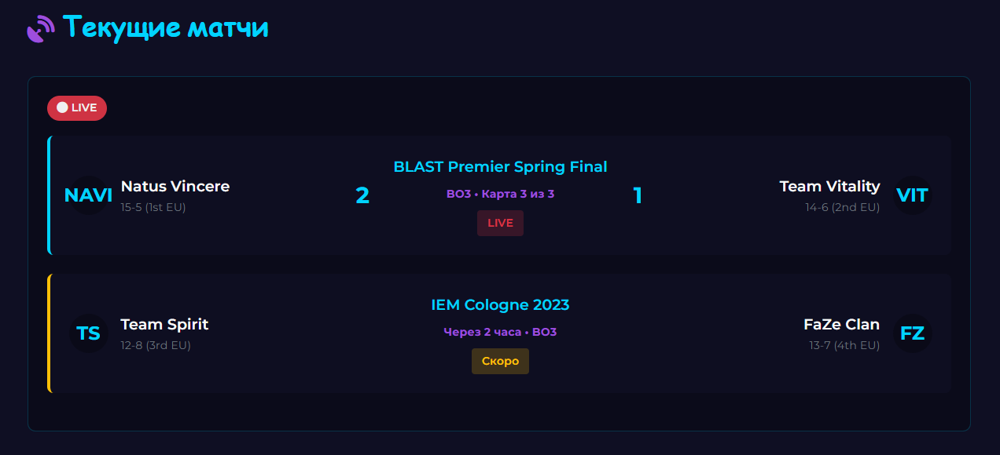 Текущие матчи
LIVE
BLAST Premier Spring Final
NAVI Natus Vincere 2 BO3 • Карта 3 из 3 1 Team Vitality VIT
15-5 (1st EU) 14-6 (2nd EU)
LIVE
IEM Cologne 2023
TS Team Spirit Через 2 часа • BO3 FaZe Clan FZ
12-8 (3rd EU) 13-7 (4th EU)
Скоро